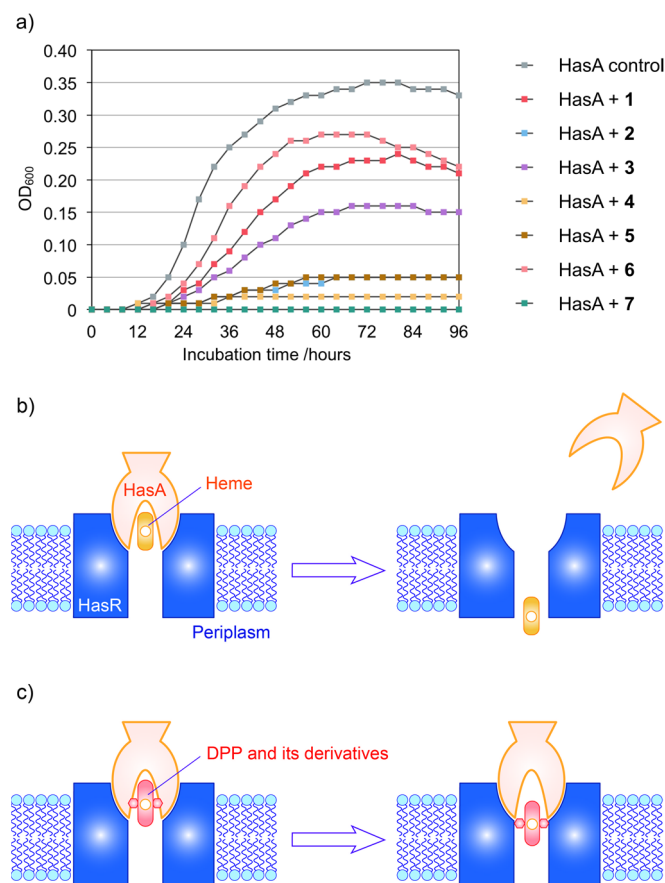 a)
0.40
0.35
0.30
0.25
0.20
0.15
0.10
0.05
0
OD600
0 12 24 36 48 60 72 84 96
Incubation time /hours
HasA control
HasA + 1
HasA + 2
HasA + 3
HasA + 4
HasA + 5
HasA + 6
HasA + 7
b)
HasA
Heme
HasR
Periplasm
c)
DPP and its derivatives